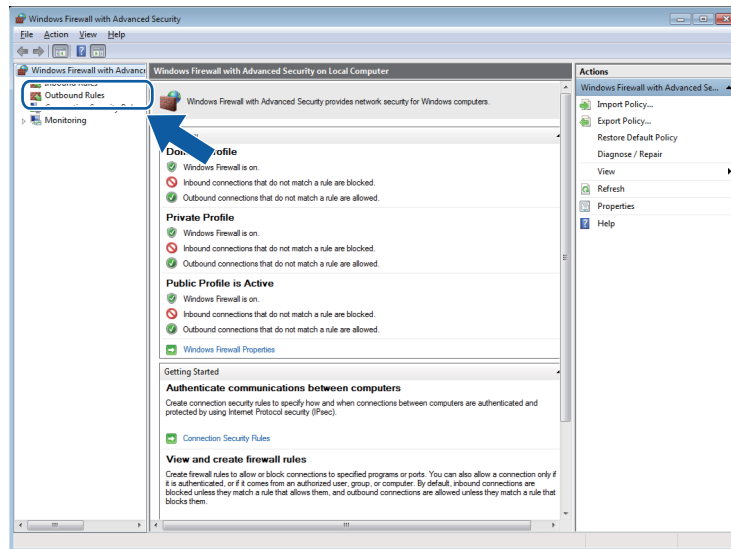 Windows Firewall with Advanced Security
File Action View Help
Windows Firewall with Advance
Inbound Rules
Outbound Rules
Monitoring
Windows Firewall with Advanced Security on Local Computer
Windows Firewall with Advanced Security provides network security for Windows computers.
Windows Firewall is on.
Inbound connections that do not match a rule are blocked.
Outbound connections that do not match a rule are allowed.
Private Profile
Windows Firewall is on.
Inbound connections that do not match a rule are blocked.
Outbound connections that do not match a rule are allowed.
Public Profile is Active
Windows Firewall is on.
Inbound connections that do not match a rule are blocked.
Outbound connections that do not match a rule are allowed.
Windows Firewall Properties
Getting Started
Authenticate communications between computers
Create connection security rules to specify how and when connections between computers are authenticated and
protected by using Internet Protocol security (IPsec).
Connection Security Rules
View and create firewall rules
Create firewall rules to allow or block connections to specified programs or ports. You can also allow a connection only if
it is authenticated, or if it comes from an authorized user, group, or computer. By default, inbound connections are
blocked unless they match a rule that allows them, and outbound connections are allowed unless they match a rule that
blocks them.
Actions
Windows Firewall with Advanced Se...
Import Policy...
Export Policy...
Restore Default Policy
Diagnose / Repair
View
Refresh
Properties
Help